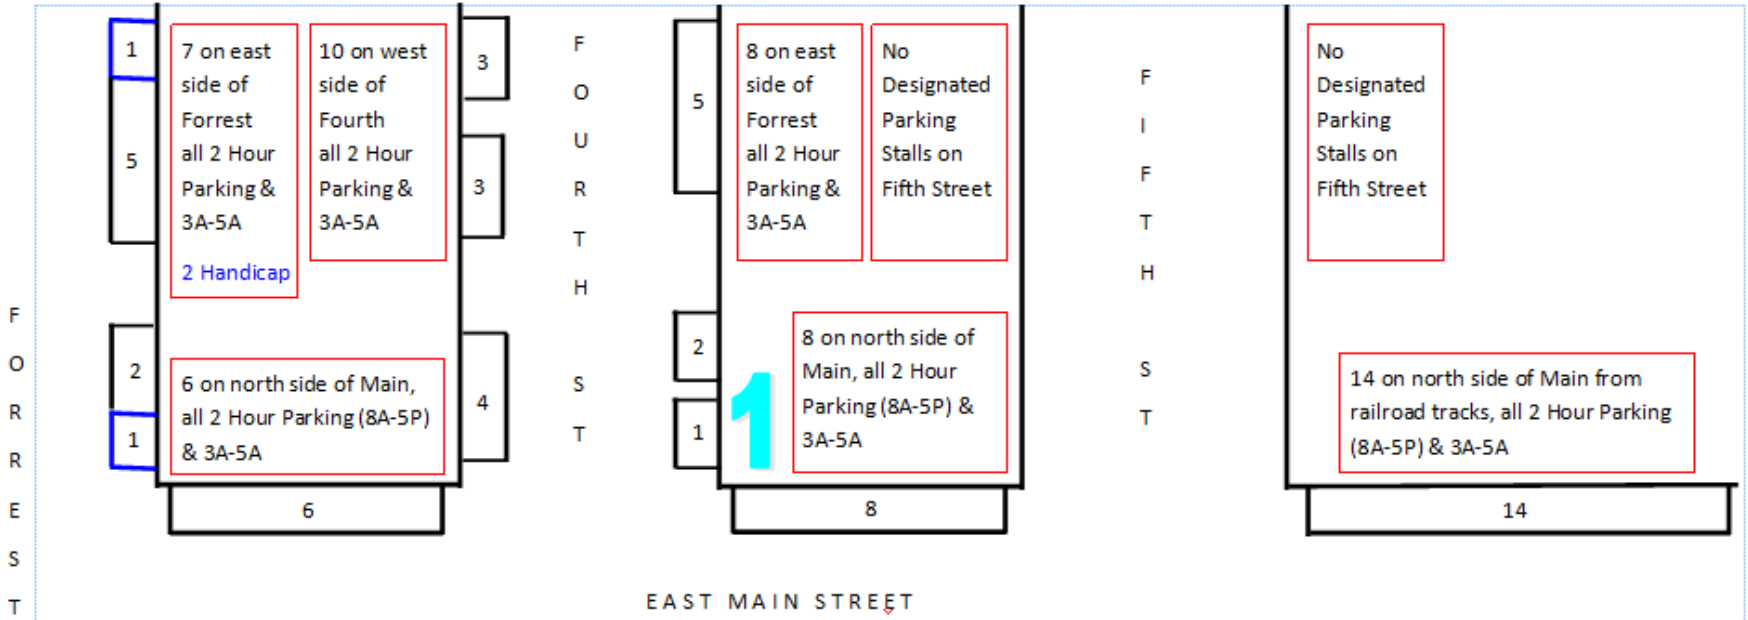 F
O
R
R
E
S
T
1
5
2
1
7 on east
side of
Forrest
all 2 Hour
Parking &
3A-5A
2 Handicap
10 on west
side of
Fourth
all 2 Hour
Parking &
3A-5A
6 on north side of Main,
all 2 Hour Parking (8A-5P)
& 3A-5A
6
3
3
4
F
O
U
R
T
H
S
T
5
2
1
8 on east
side of
Forrest
all 2 Hour
Parking &
3A-5A
No
Designated
Parking
Stalls on
Fifth Street
1
8 on north side of
Main, all 2 Hour
Parking (8A-5P) &
3A-5A
8
F
I
F
T
H
S
T
No
Designated
Parking
Stalls on
Fifth Street
14 on north side of Main from
railroad tracks, all 2 Hour Parking
(8A-5P) & 3A-5A
14
EAST MAIN STREET